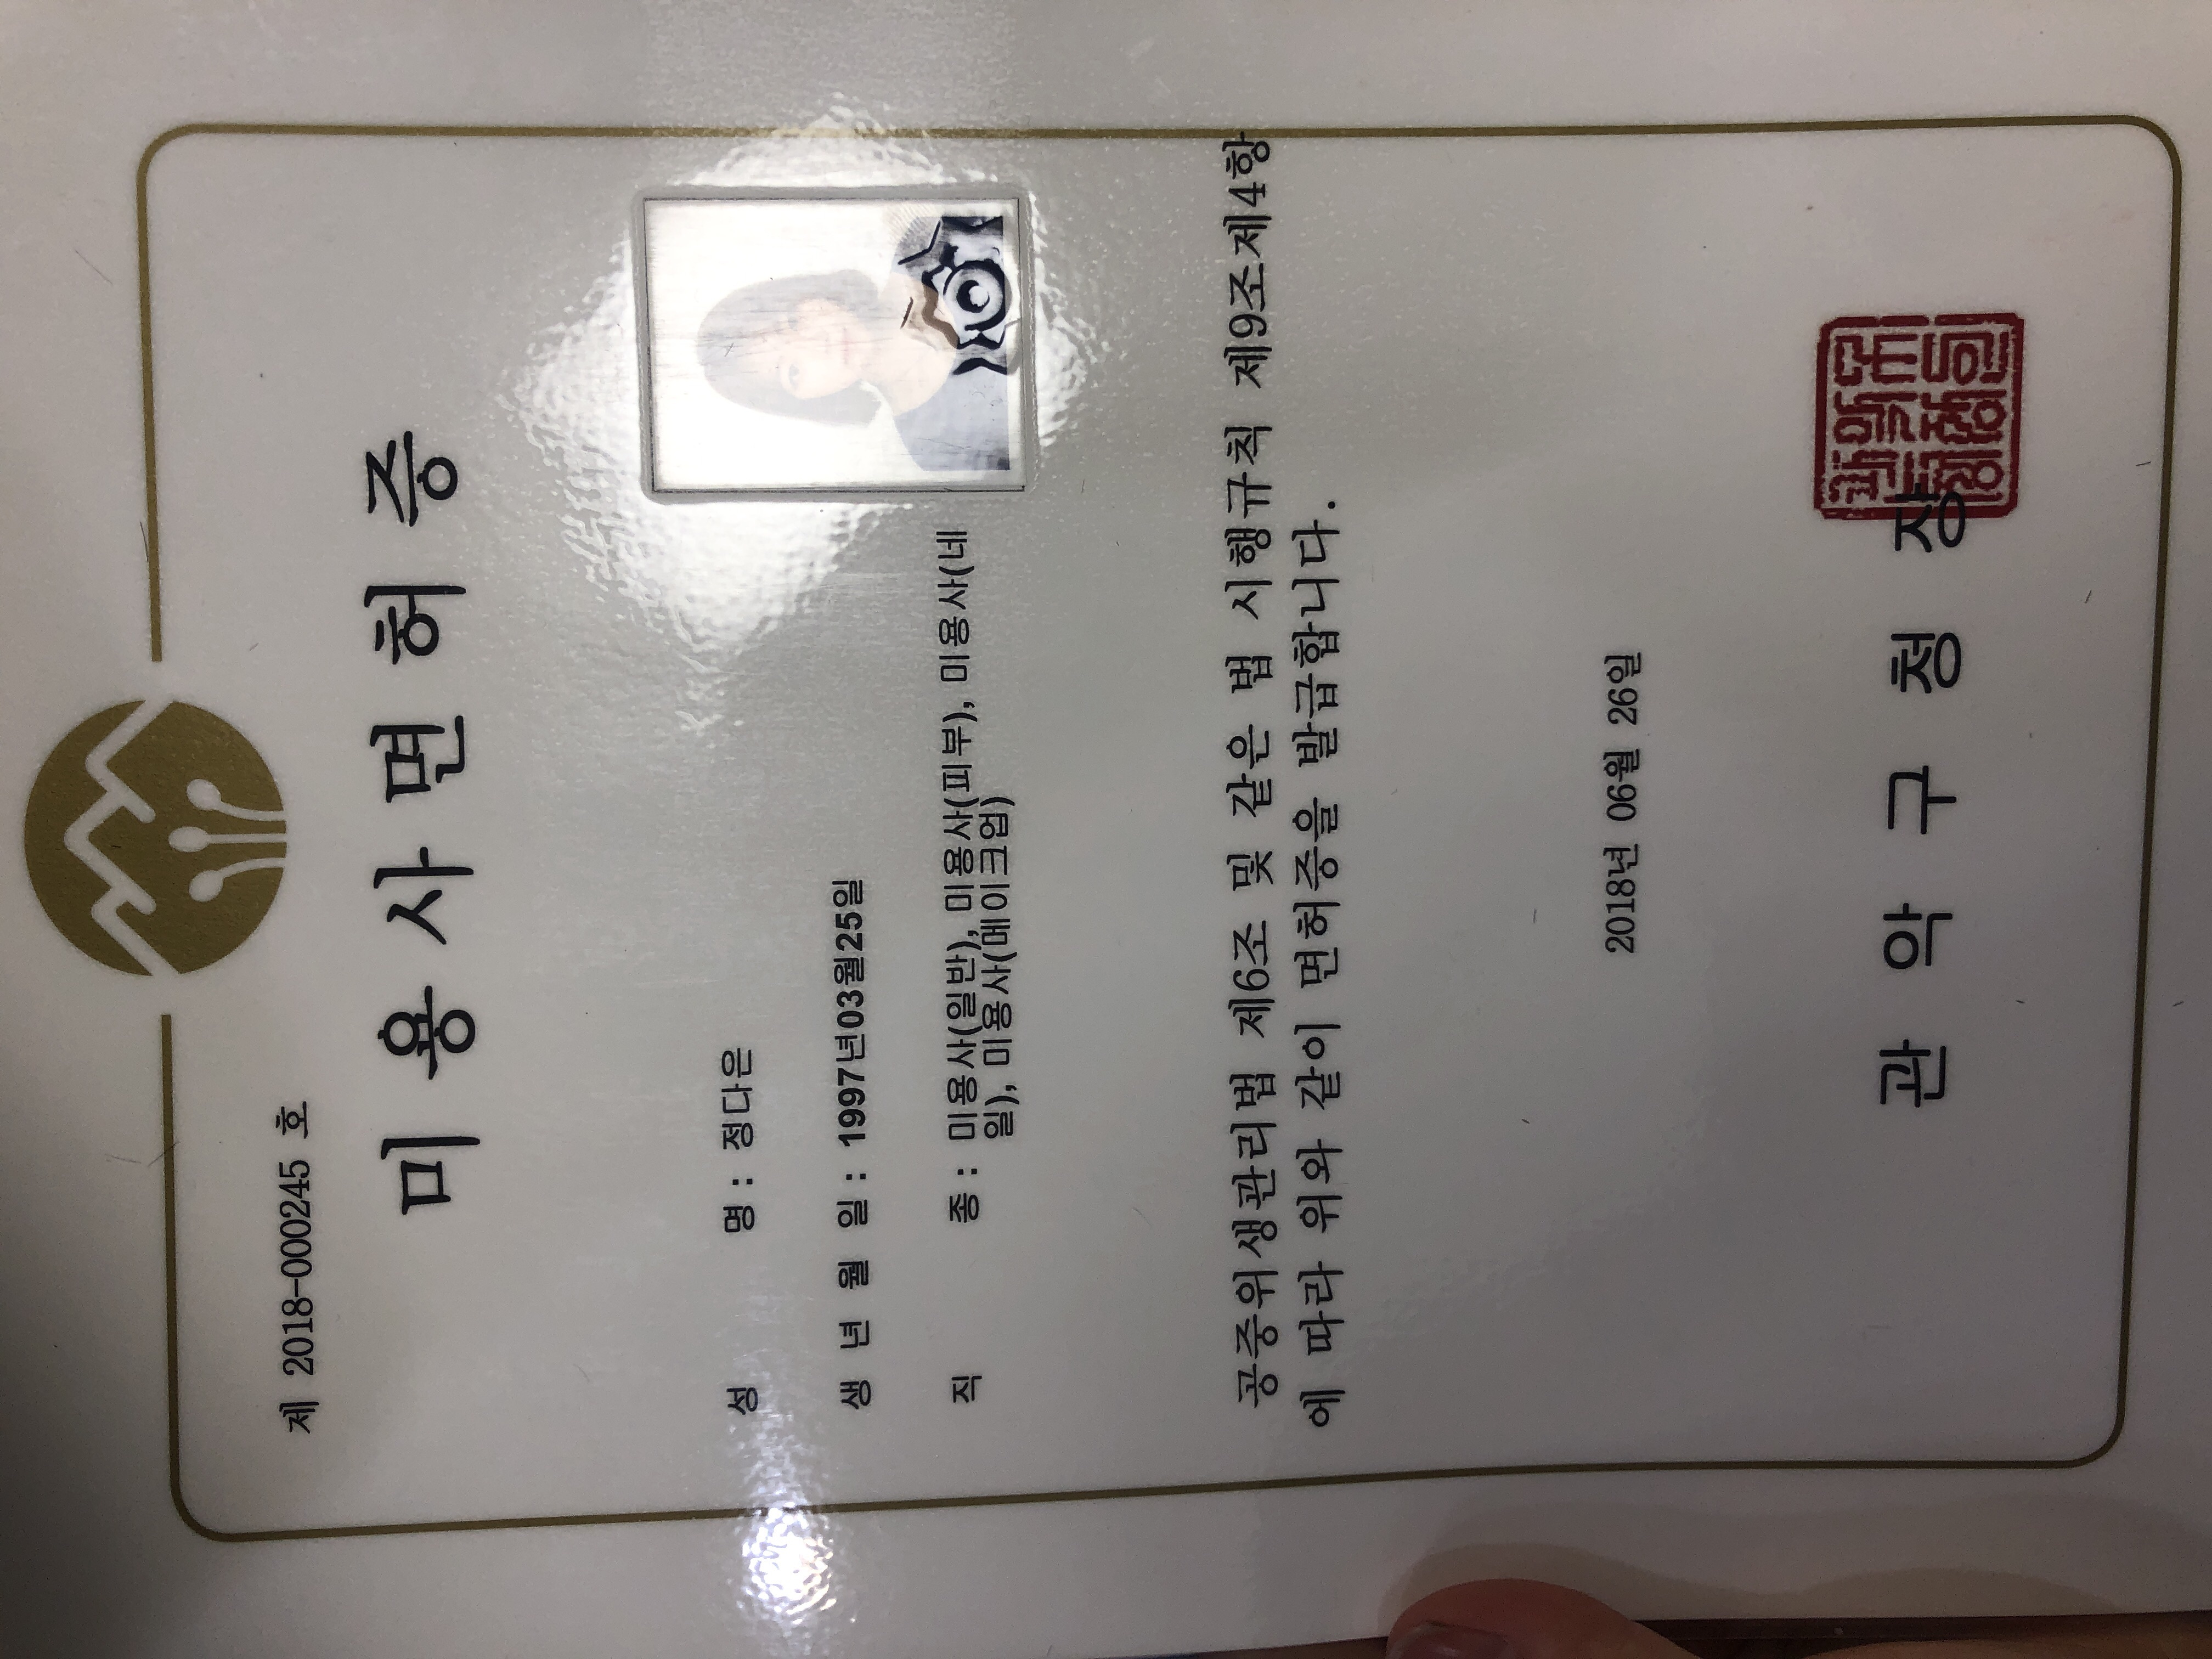 제 2018-000245 호
미 용 사 면 허 증
성 명 : 정다은
생 년 월 일 : 1997년03월25일
직 종 : 미용사(일반), 미용사(피부), 미용사(네
일), 미용사(메이크업)
공중위생관리법 제6조 및 같은 법 시행규칙 제9조제4항
에 따라 위와 같이 면허증을 발급합니다.
2018년 06월 26일
관 악 구 청 장